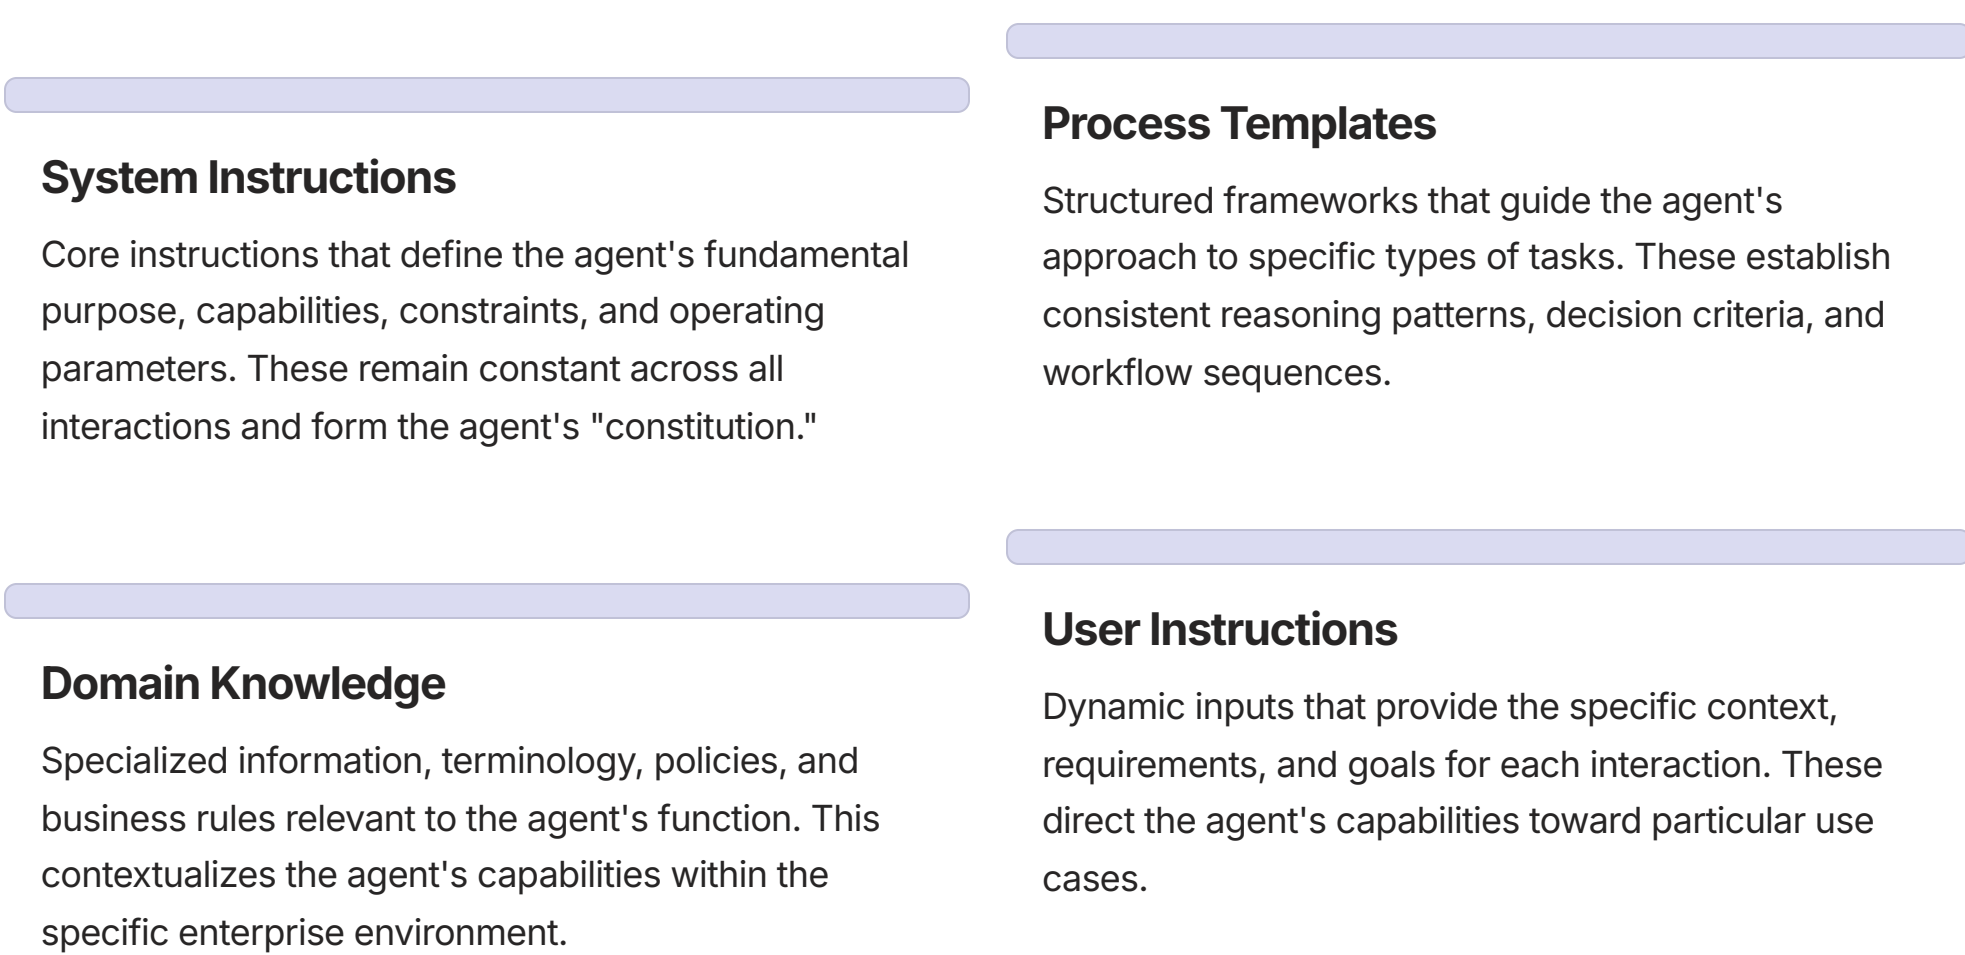 System Instructions
Core instructions that define the agent's fundamental
purpose, capabilities, constraints, and operating
parameters. These remain constant across all
interactions and form the agent's "constitution."
Process Templates
Structured frameworks that guide the agent's
approach to specific types of tasks. These establish
consistent reasoning patterns, decision criteria, and
workflow sequences.
Domain Knowledge
Specialized information, terminology, policies, and
business rules relevant to the agent's function. This
contextualizes the agent's capabilities within the
specific enterprise environment.
User Instructions
Dynamic inputs that provide the specific context,
requirements, and goals for each interaction. These
direct the agent's capabilities toward particular use
cases.